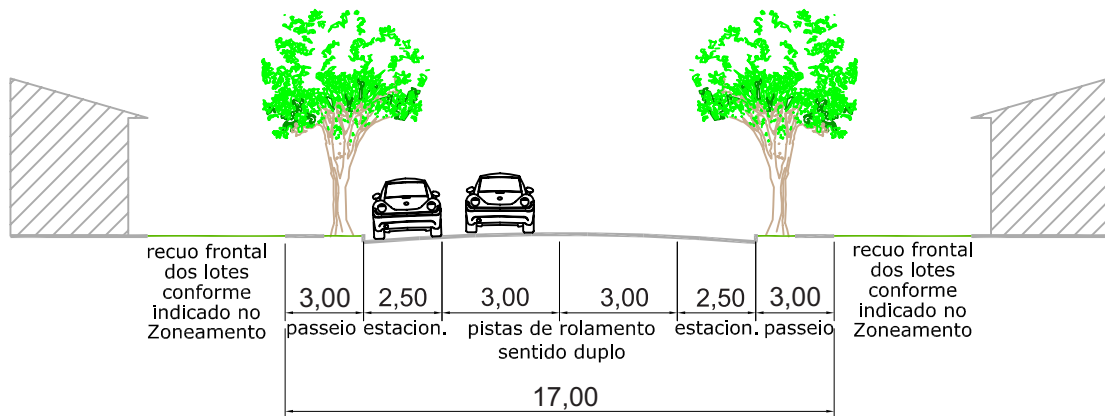 recuo frontal
dos lotes
conforme
indicado no
Zoneamento
3,00 2,50 3,00 3,00 2,50 3,00
passeio estacion. pistas de rolamento estacion. passeio
sentido duplo
17,00
recuo frontal
dos lotes
conforme
indicado no
Zoneamento